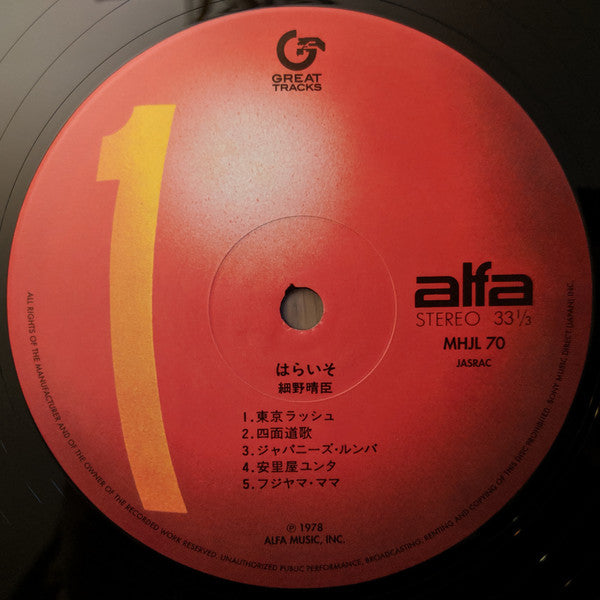 GREAT
TRACKS
1
alfa
STEREO 33 1/3
MHJL 70
JASRAC
はらいそ
細野晴臣
1. 東京ラッシュ
2. 四面道歌
3. ジャパニーズ・ルンバ
4. 安里屋ユンタ
5. フジヤマ・ママ
℗ 1978
ALFA MUSIC, INC.
ALL RIGHTS OF THE MANUFACTURER AND OF THE OWNER OF THE RECORDED WORK RESERVED. UNAUTHORIZED PUBLIC PERFORMANCE, BROADCASTING, RENTING AND COPYING OF THIS DISC PROHIBITED. SONY MUSIC DIRECT (JAPAN) INC.